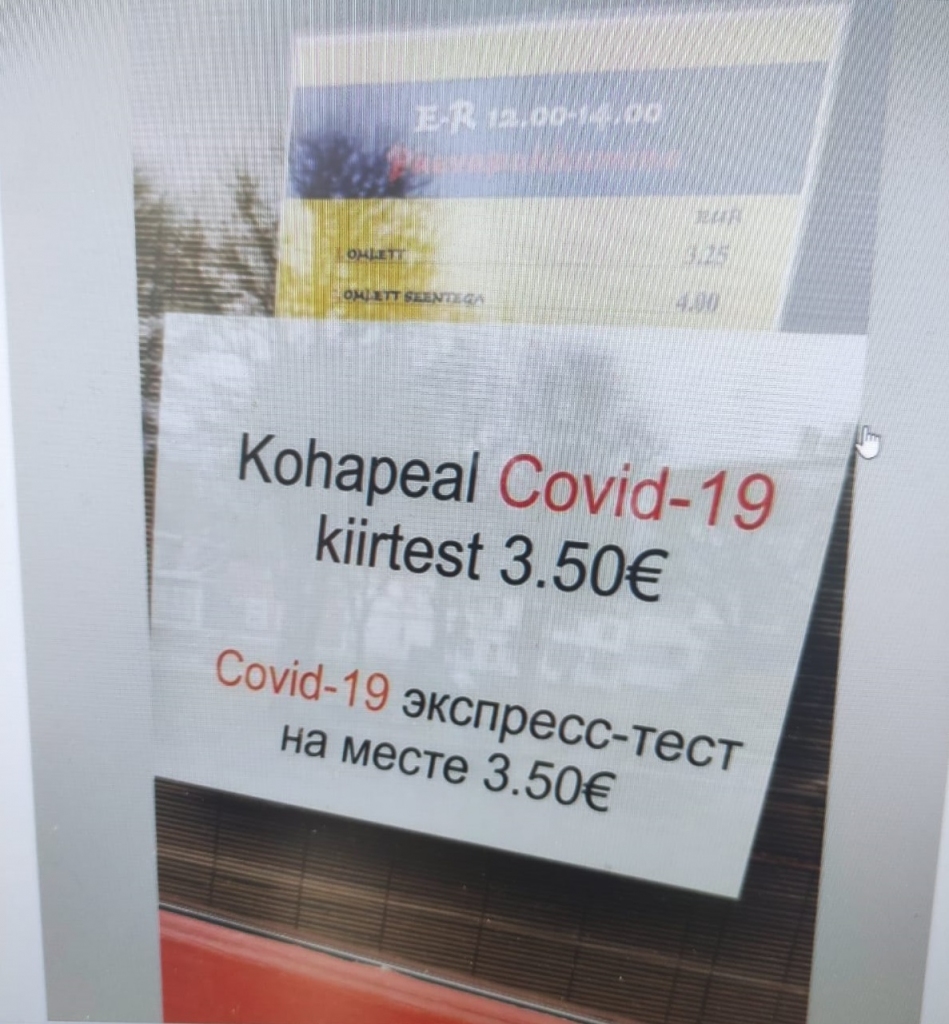 E-R 12.00-14.00
EUR
OMLETT 3.25
OMLETT SEENTEGA 4.00
Kohapeal Covid-19
kiirtest 3.50€
Covid-19 экспресс-тест
на месте 3.50€